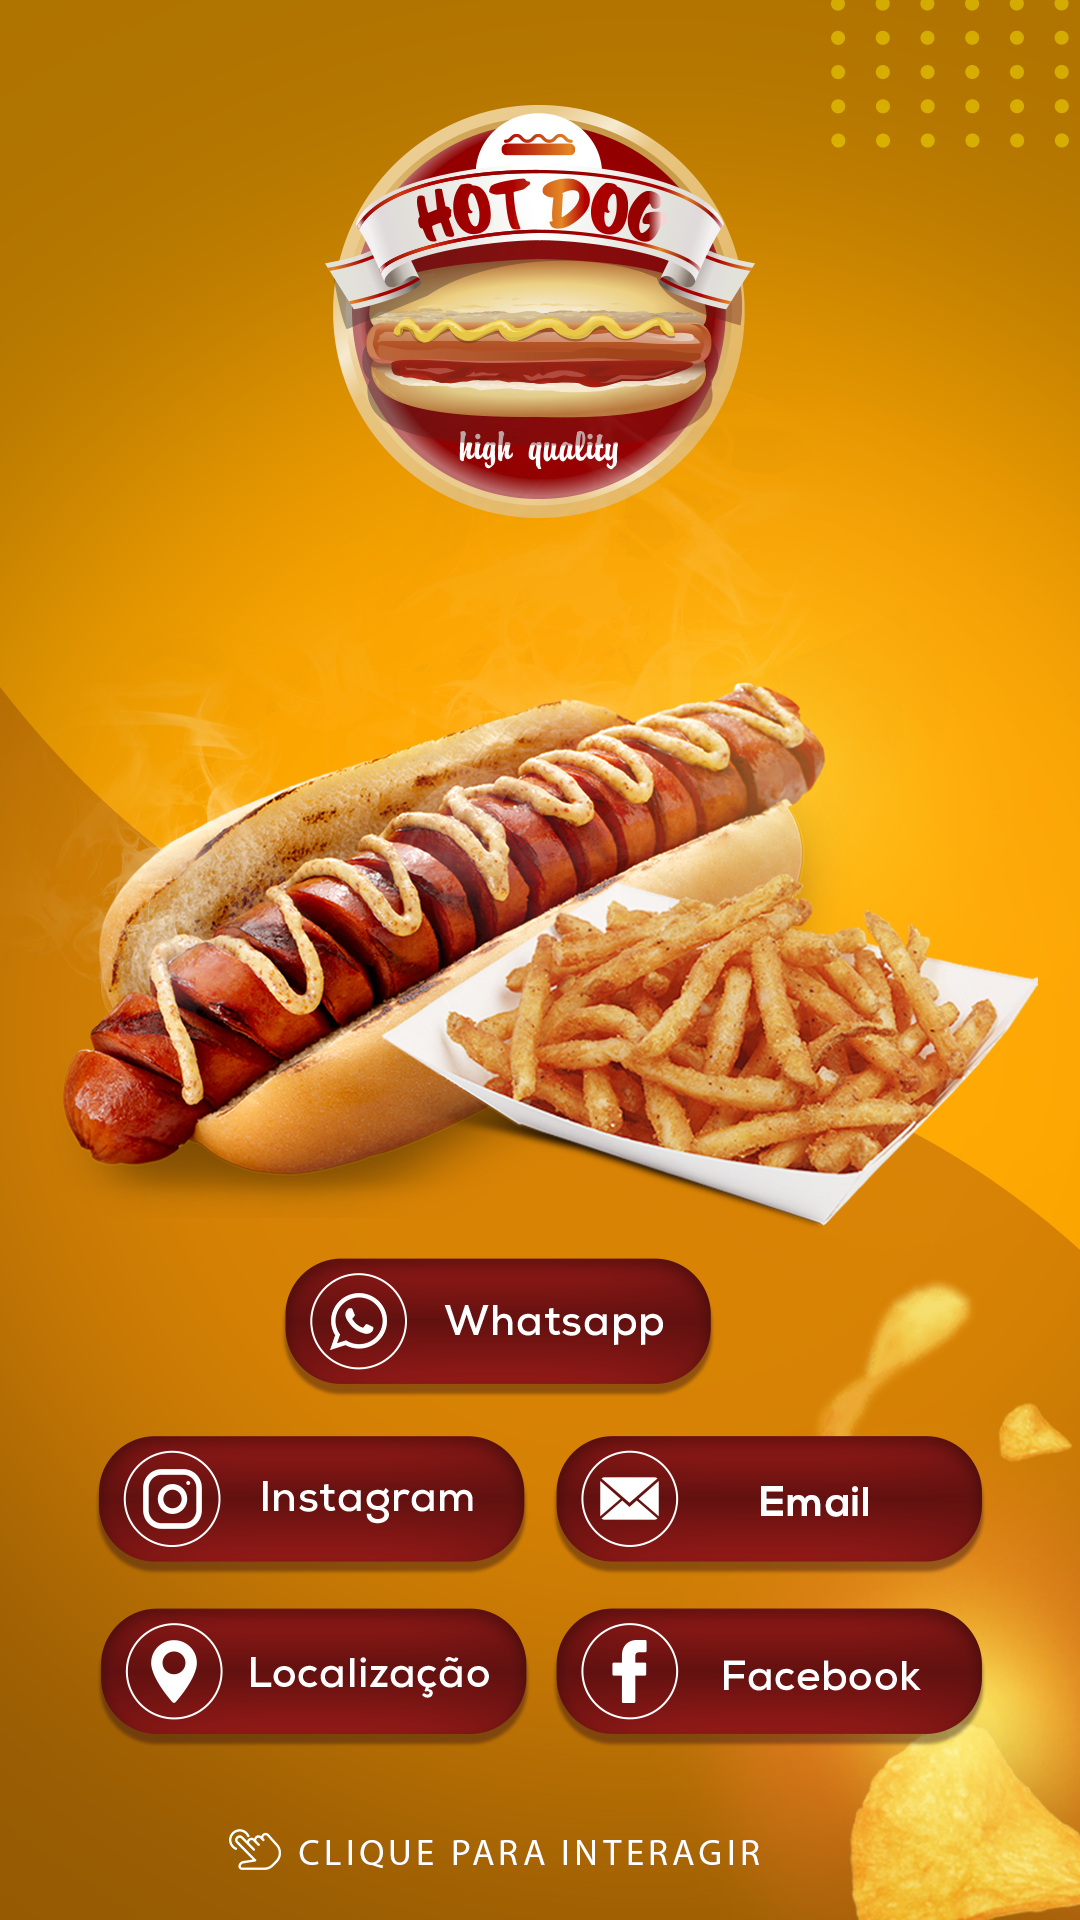 HOT DOG
high quality
Whatsapp
Instagram
Email
Localização
Facebook
CLIQUE PARA INTERAGIR